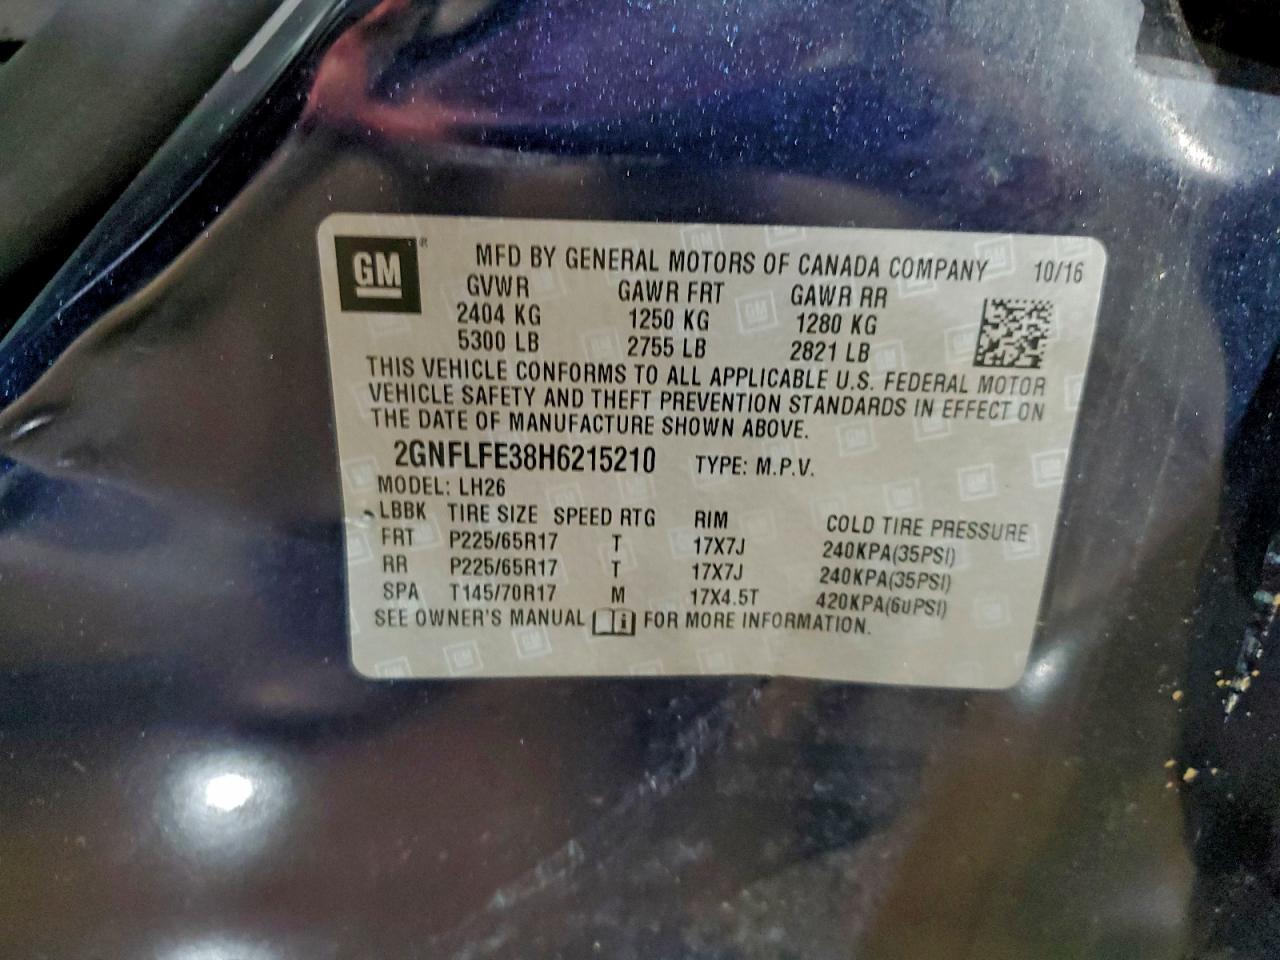 GM ® MFD BY GENERAL MOTORS OF CANADA COMPANY 10/16
GVWR GAWR FRT GAWR RR
2404 KG 1250 KG 1280 KG
5300 LB 2755 LB 2821 LB
THIS VEHICLE CONFORMS TO ALL APPLICABLE U.S. FEDERAL MOTOR
VEHICLE SAFETY AND THEFT PREVENTION STANDARDS IN EFFECT ON
THE DATE OF MANUFACTURE SHOWN ABOVE.
2GNFLFE38H6215210 TYPE: M.P.V.
MODEL: LH26
LBBK TIRE SIZE SPEED RTG RIM COLD TIRE PRESSURE
FRT P225/65R17 T 17X7J 240KPA(35PSI)
RR P225/65R17 T 17X7J 240KPA(35PSI)
SPA T145/70R17 M 17X4.5T 420KPA(60PSI)
SEE OWNER'S MANUAL i FOR MORE INFORMATION.